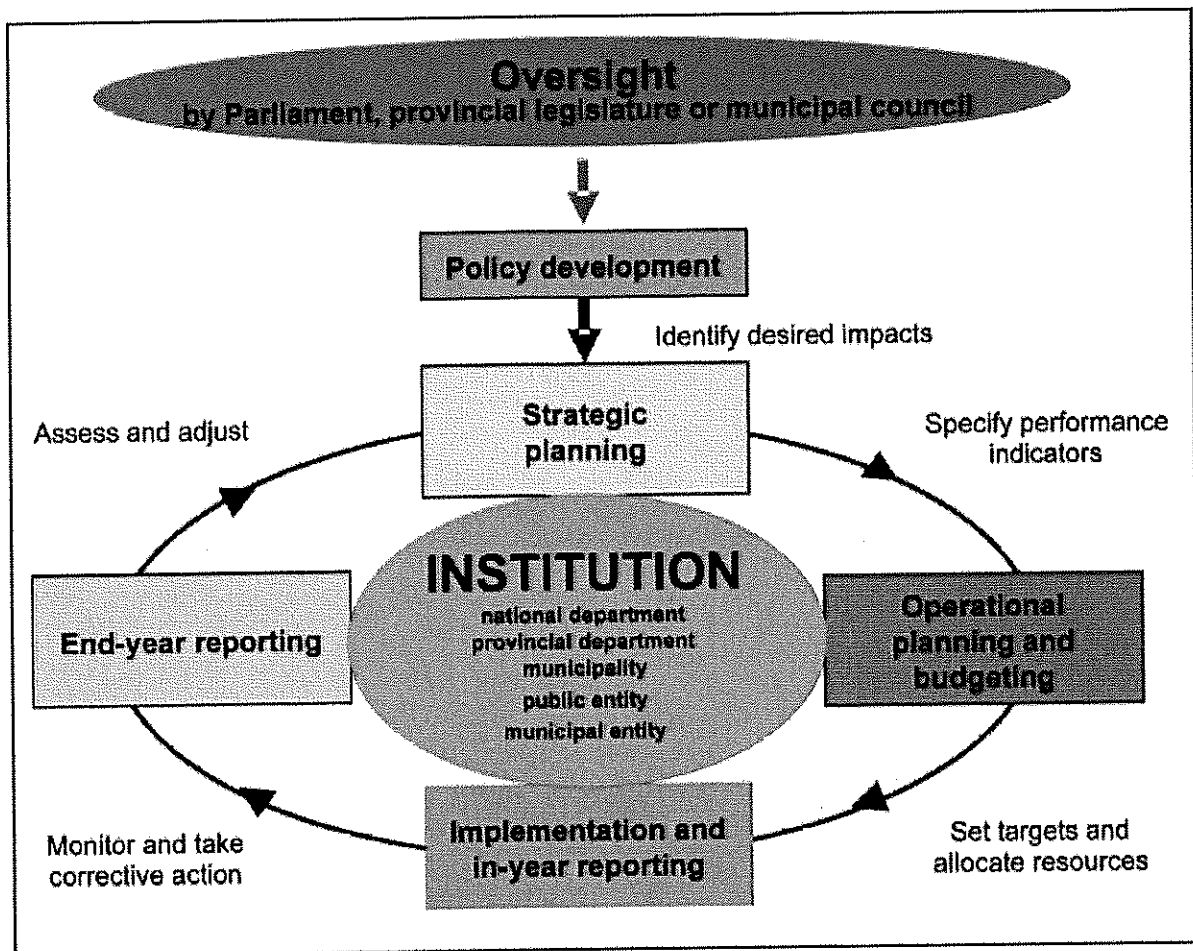 Oversight
by Parliament, provincial legislature or municipal council
Policy development
Identify desired impacts
Strategic
planning
Assess and adjust
Specify performance
indicators
INSTITUTION
national department
provincial department
municipality
public entity
municipal entity
End-year reporting
Operational
planning and
budgeting
Implementation and
in-year reporting
Monitor and take
corrective action
Set targets and
allocate resources